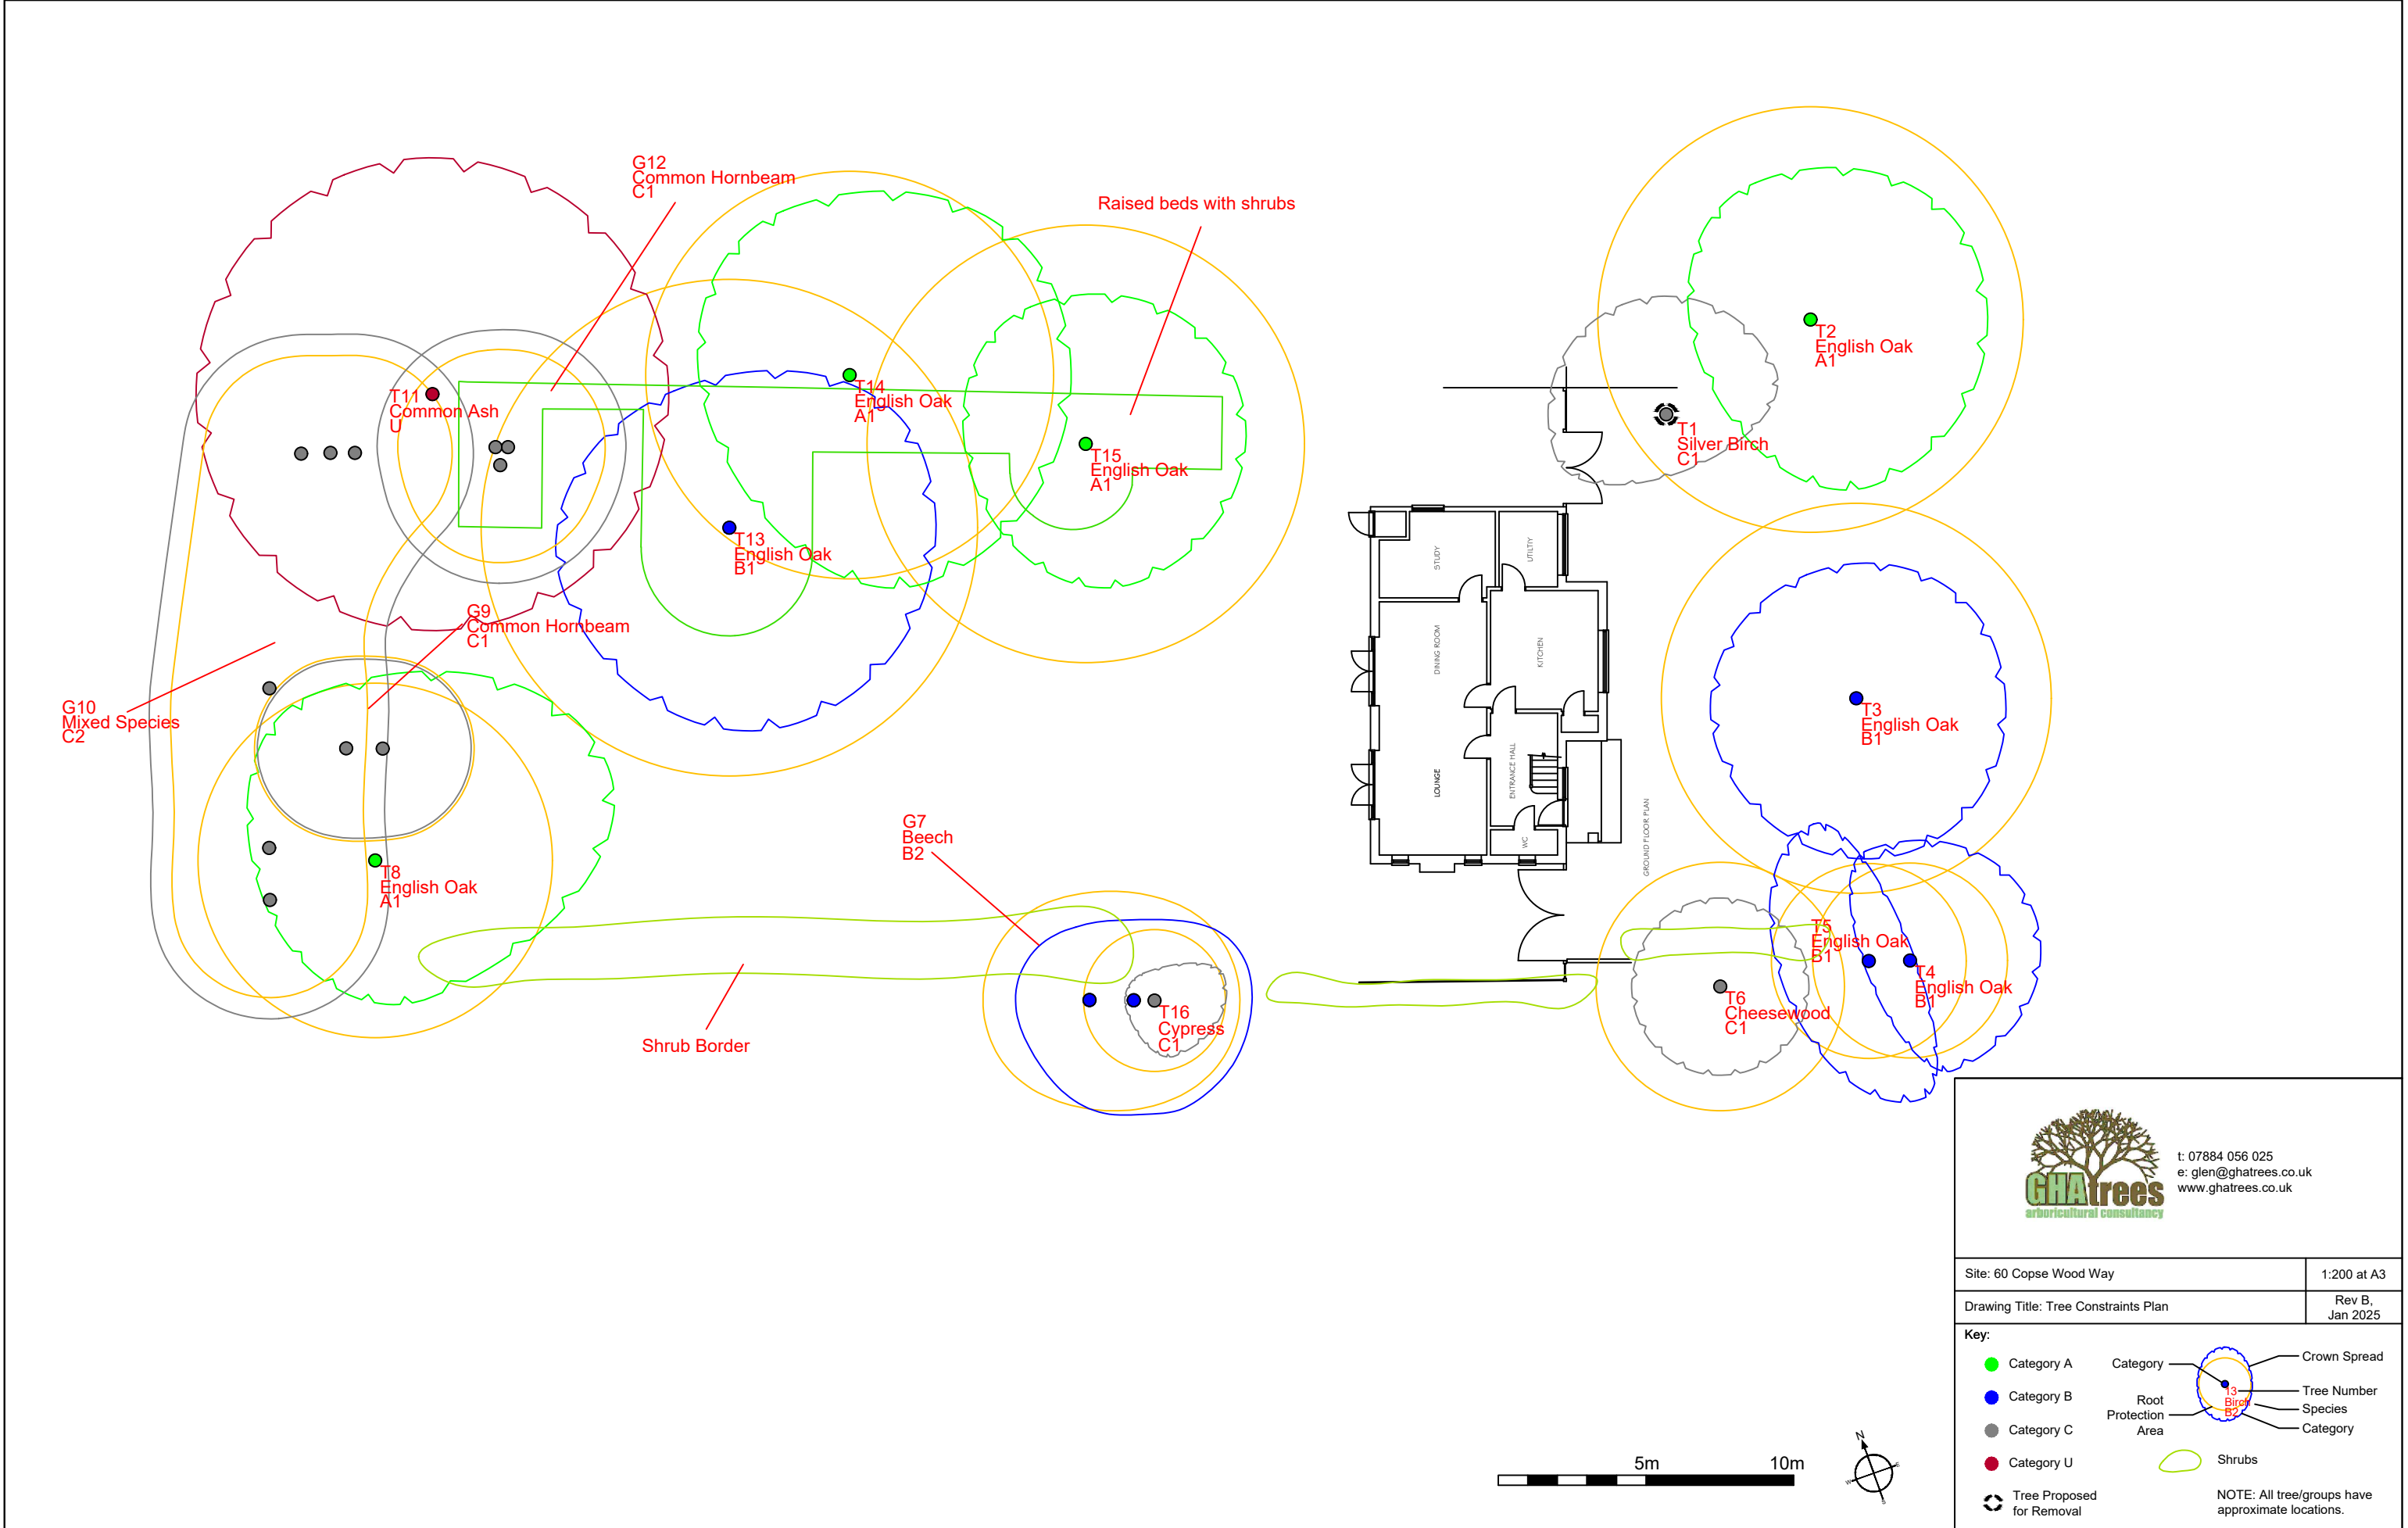 G12
Common Hornbeam
C1
Raised beds with shrubs
T2
English Oak
A1
T11
Common Ash
U
T14
English Oak
A1
T15
English Oak
A1
T1
Silver Birch
C1
T13
English Oak
B1
STUDY
UTILTIY
DINING ROOM
KITCHEN
G9
Common Hornbeam
C1
G10
Mixed Species
C2
T3
English Oak
B1
LOUNGE
ENTRANCE HALL
WC
GROUND FLOOR PLAN
G7
Beech
B2
T8
English Oak
A1
T5
English Oak
B1
T4
English Oak
B1
T6
Cheesewood
C1
T16
Cypress
C1
Shrub Border
GHAtrees
arboricultural consultancy
t: 07884 056 025
e: glen@ghatrees.co.uk
www.ghatrees.co.uk
Site: 60 Copse Wood Way
1:200 at A3
Drawing Title: Tree Constraints Plan
Rev B,
Jan 2025
Key:
Category A
Category B
Category C
Category U
Tree Proposed
for Removal
Category
Root
Protection
Area
13
Birch
B2
Crown Spread
Tree Number
Species
Category
Shrubs
NOTE: All tree/groups have
approximate locations.
5m
10m
N
E
S
W